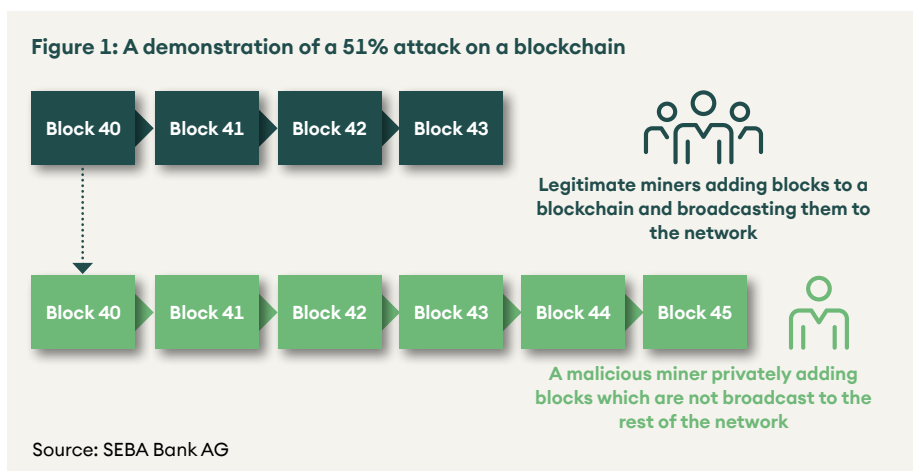 Figure 1: A demonstration of a 51% attack on a blockchain
Block 40
Block 41
Block 42
Block 43
Legitimate miners adding blocks to a
blockchain and broadcasting them to
the network
Block 40
Block 41
Block 42
Block 43
Block 44
Block 45
A malicious miner privately adding
blocks which are not broadcast to the
rest of the network
Source: SEBA Bank AG